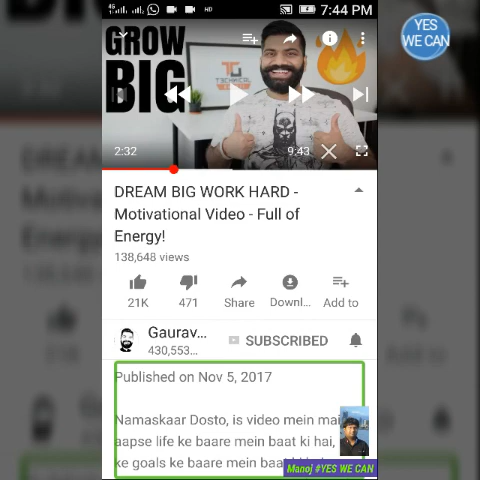 7:44 PM
YES
WE CAN
GROW
BIG
TG
2:32
9:43
DREAM BIG WORK HARD -
Motivational Video - Full of
Energy!
138,648 views
21K
471
Share
Downl...
Add to
Gaurav...
SUBSCRIBED
430,553...
Published on Nov 5, 2017
Namaskaar Dosto, is video mein mai
aapse life ke baare mein baat ki hai,
ke goals ke baare mein baa
Manoj #YES WE CAN